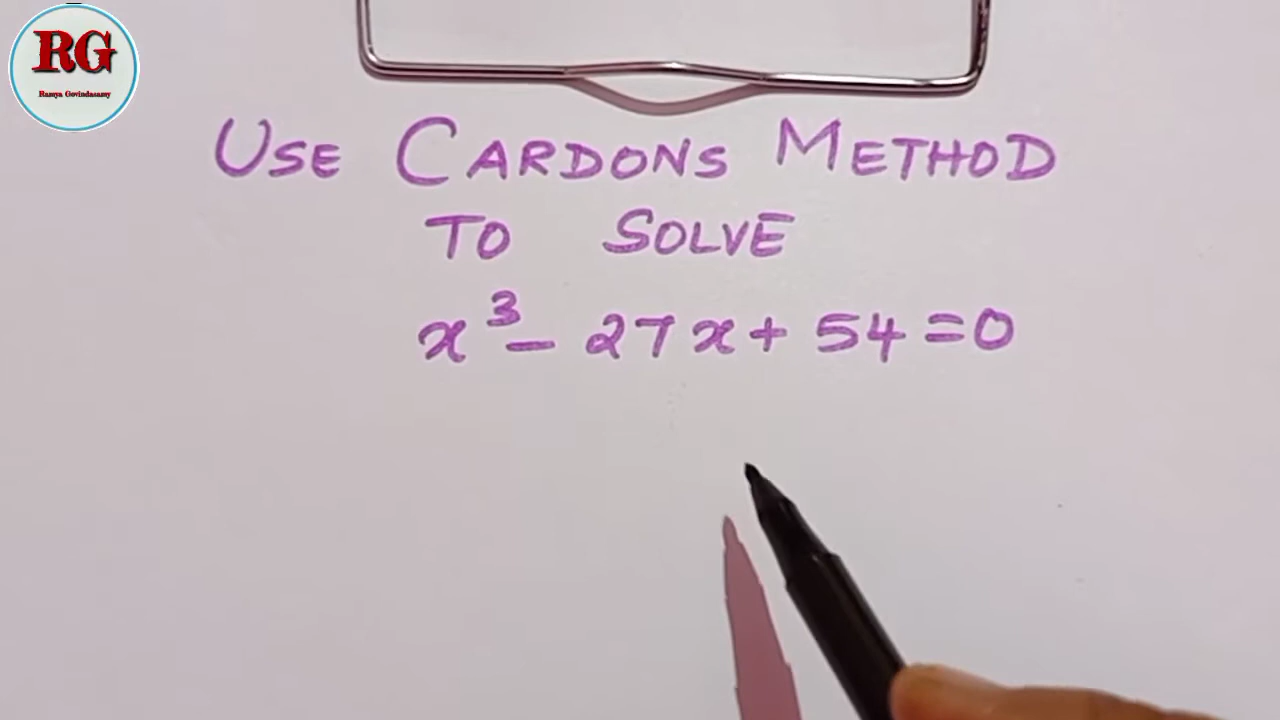 RG
Ramya Govindasamy
USE CARDONS METHOD
TO SOLVE
x³ - 27x + 54 = 0